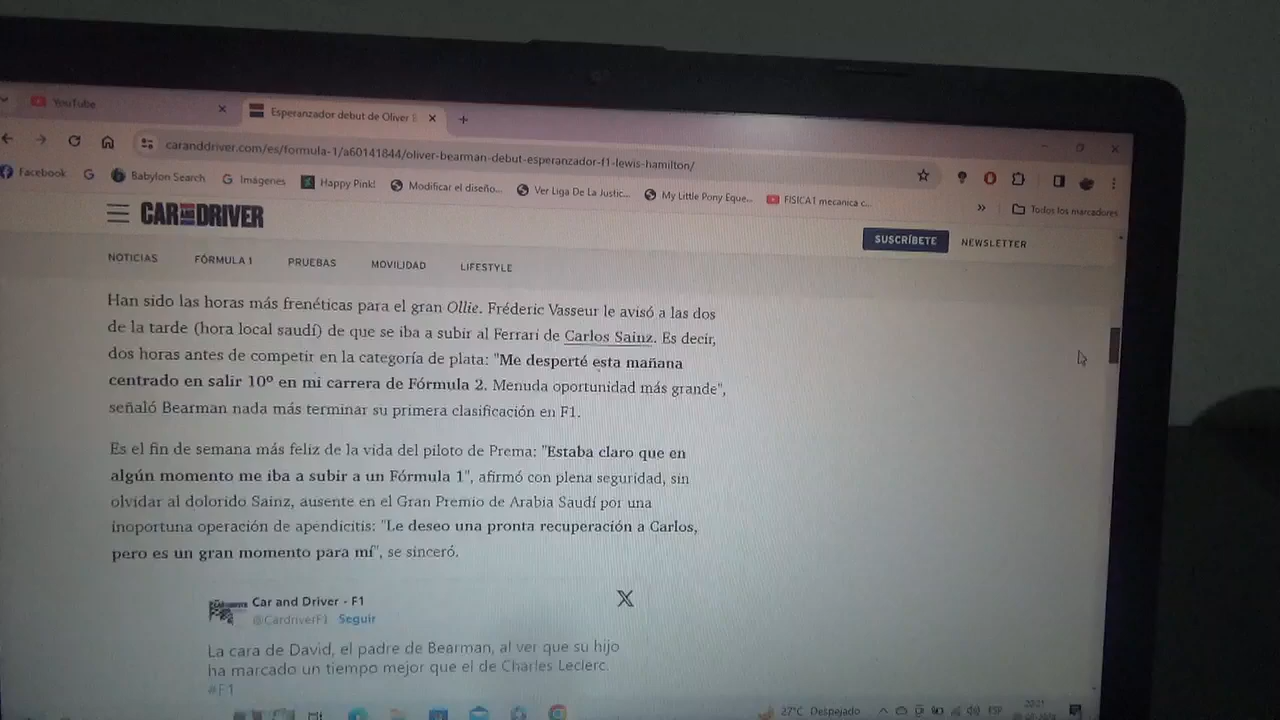 YouTube
Esperanzador debut de Oliver
caranddriver.com/es/formula-1/a60141844/oliver-bearman-debut-esperanzador-f1-lewis-hamilton/
Facebook
Babylon Search
Imágenes
Happy Pink!
Modificar el diseño...
Ver Liga De La Justic...
My Little Pony Eque...
FISICA1 mecanica c...
Todos los marcadores
CAR AND DRIVER
SUSCRÍBETE
NEWSLETTER
NOTICIAS
FÓRMULA 1
PRUEBAS
MOVILIDAD
LIFESTYLE
Han sido las horas más frenéticas para el gran Ollie. Fréderic Vasseur le avisó a las dos
de la tarde (hora local saudí) de que se iba a subir al Ferrari de Carlos Sainz. Es decir,
dos horas antes de competir en la categoría de plata: "Me desperté esta mañana
centrado en salir 10º en mi carrera de Fórmula 2. Menuda oportunidad más grande",
señaló Bearman nada más terminar su primera clasificación en F1.
Es el fin de semana más feliz de la vida del piloto de Prema: "Estaba claro que en
algún momento me iba a subir a un Fórmula 1", afirmó con plena seguridad, sin
olvidar al dolorido Sainz, ausente en el Gran Premio de Arabia Saudí por una
inoportuna operación de apendicitis: "Le deseo una pronta recuperación a Carlos,
pero es un gran momento para mí", se sinceró.
Car and Driver - F1
@CardriverF1 Seguir
La cara de David, el padre de Bearman, al ver que su hijo
ha marcado un tiempo mejor que el de Charles Leclerc.
#F1
27°C Despejado
ESP
20:21